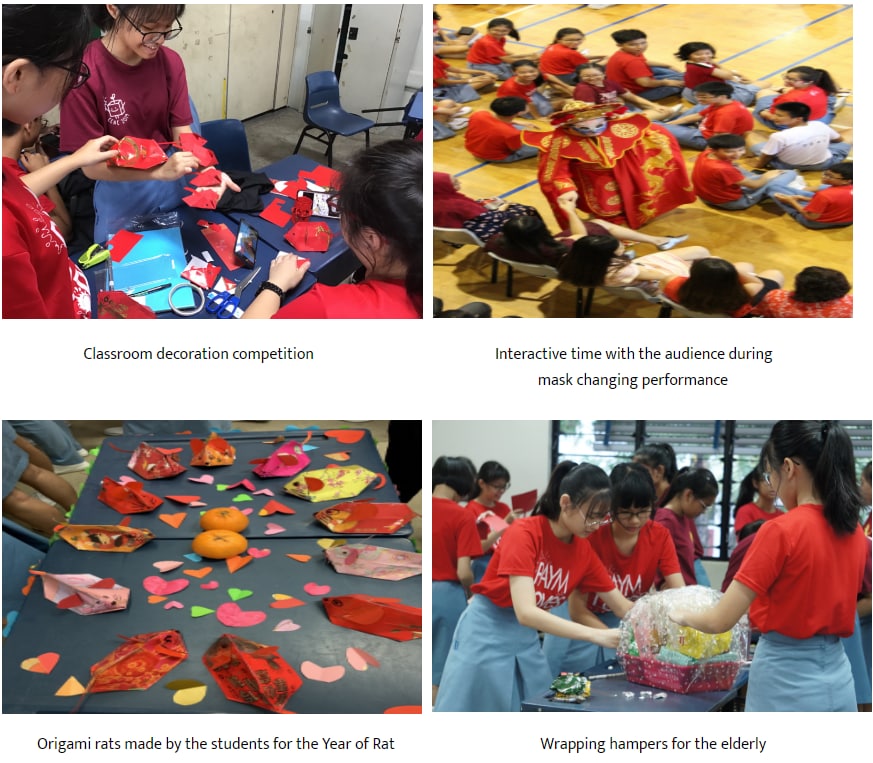 Classroom decoration competition
Interactive time with the audience during
mask changing performance
PAYM
Origami rats made by the students for the Year of Rat
Wrapping hampers for the elderly